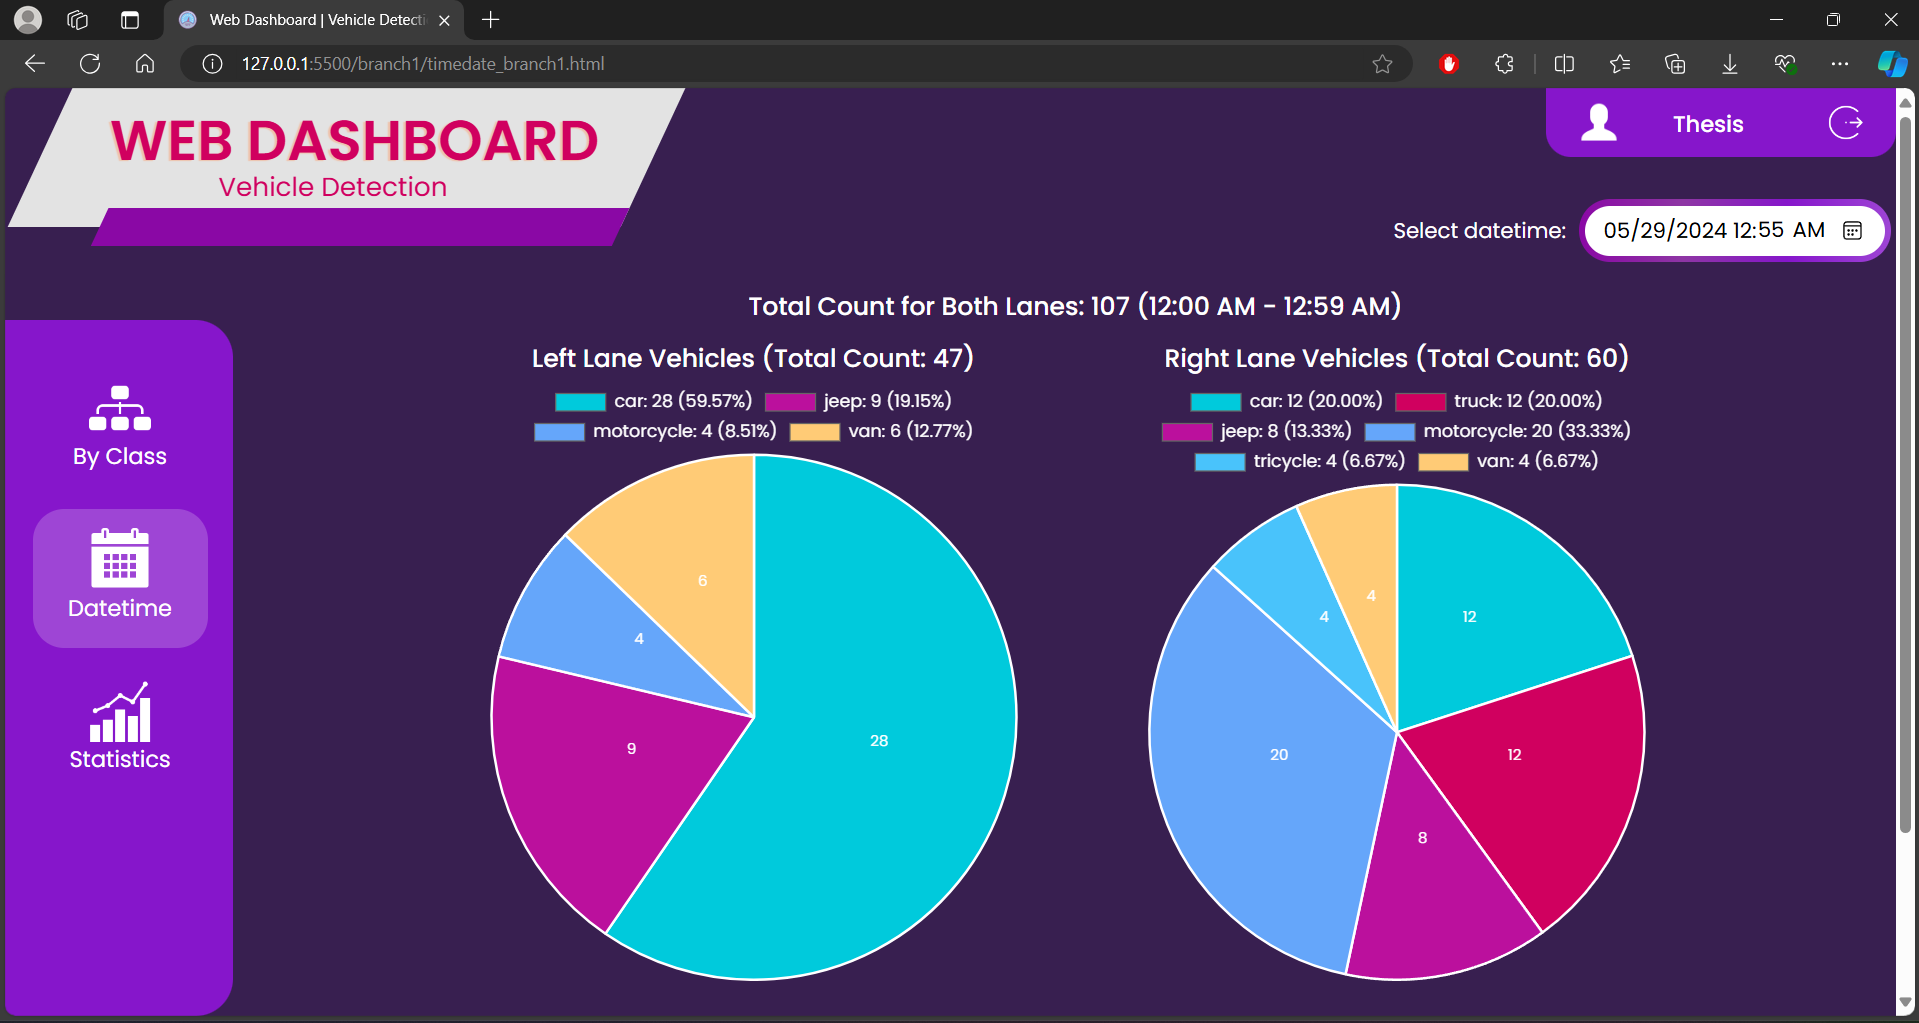 Web Dashboard | Vehicle Detecti
127.0.0.1:5500/branch1/timedate_branch1.html
WEB DASHBOARD
Vehicle Detection
Thesis
Select datetime: 05/29/2024 12:55 AM
Total Count for Both Lanes: 107 (12:00 AM - 12:59 AM)
By Class
Datetime
Statistics
Left Lane Vehicles (Total Count: 47)
car: 28 (59.57%) jeep: 9 (19.15%)
motorcycle: 4 (8.51%) van: 6 (12.77%)
6
4
9
28
Right Lane Vehicles (Total Count: 60)
car: 12 (20.00%) truck: 12 (20.00%)
jeep: 8 (13.33%) motorcycle: 20 (33.33%)
tricycle: 4 (6.67%) van: 4 (6.67%)
4
4
12
20
12
8